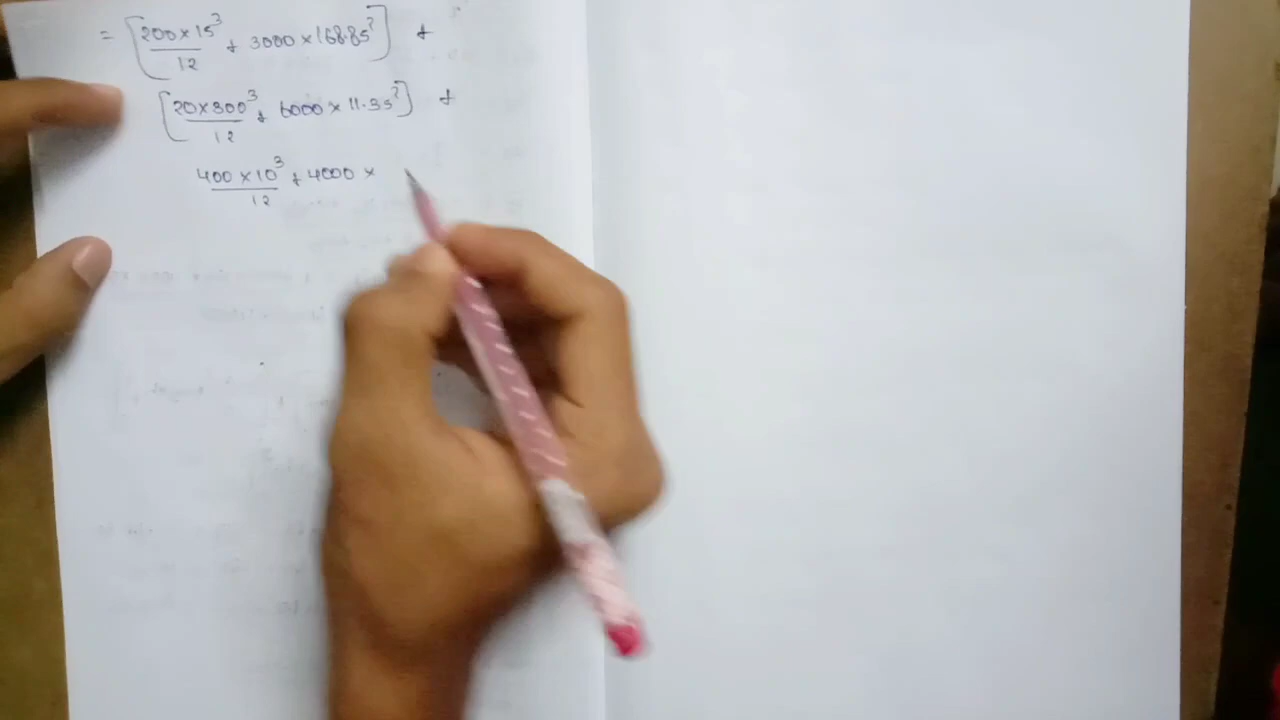 = [200×15³/12 + 3000×168.85²] +
[20×300³/12 + 6000×11.35²] +
400×10³/12 + 4000×